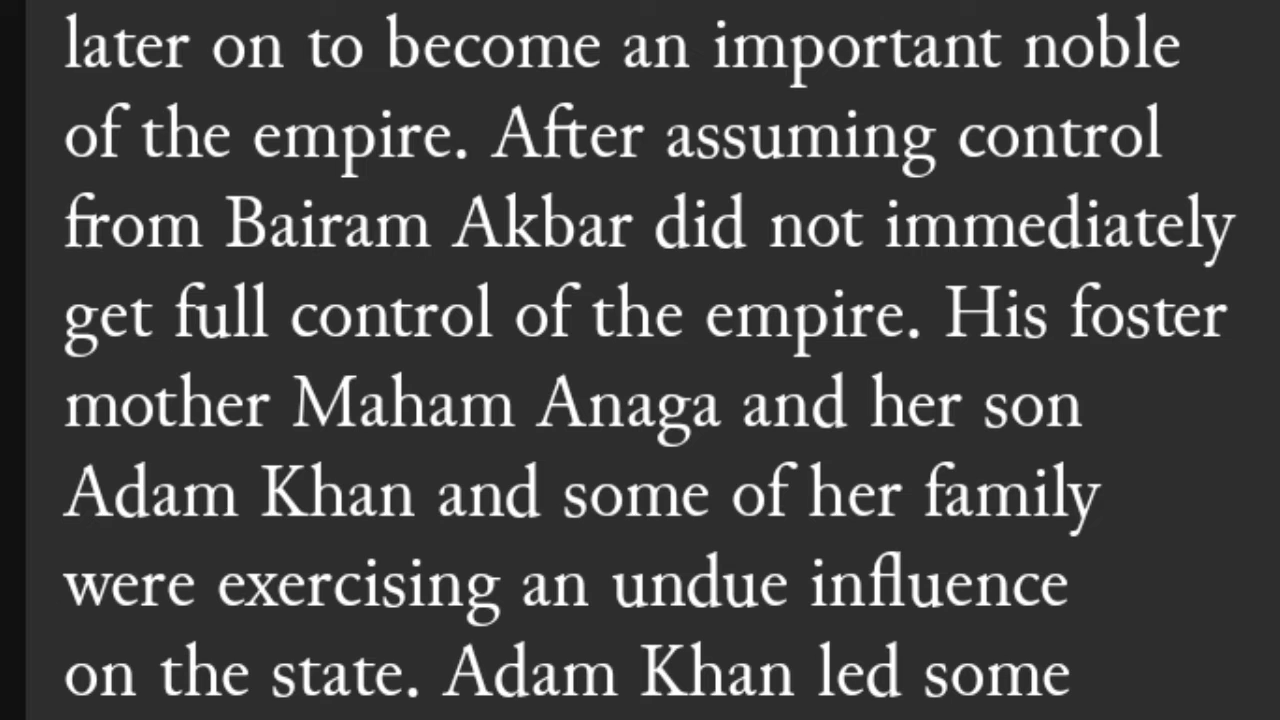 later on to become an important noble
of the empire. After assuming control
from Bairam Akbar did not immediately
get full control of the empire. His foster
mother Maham Anaga and her son
Adam Khan and some of her family
were exercising an undue influence
on the state. Adam Khan led some